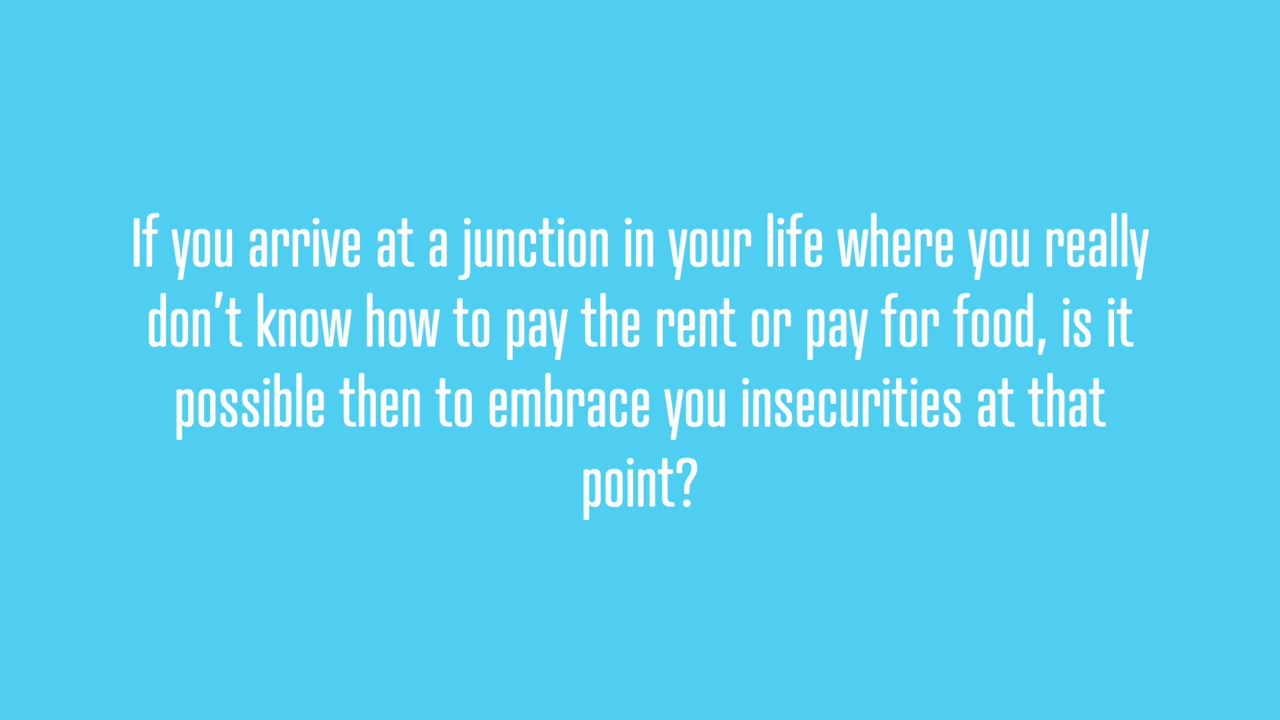 If you arrive at a junction in your life where you really
don't know how to pay the rent or pay for food, is it
possible then to embrace you insecurities at that
point?